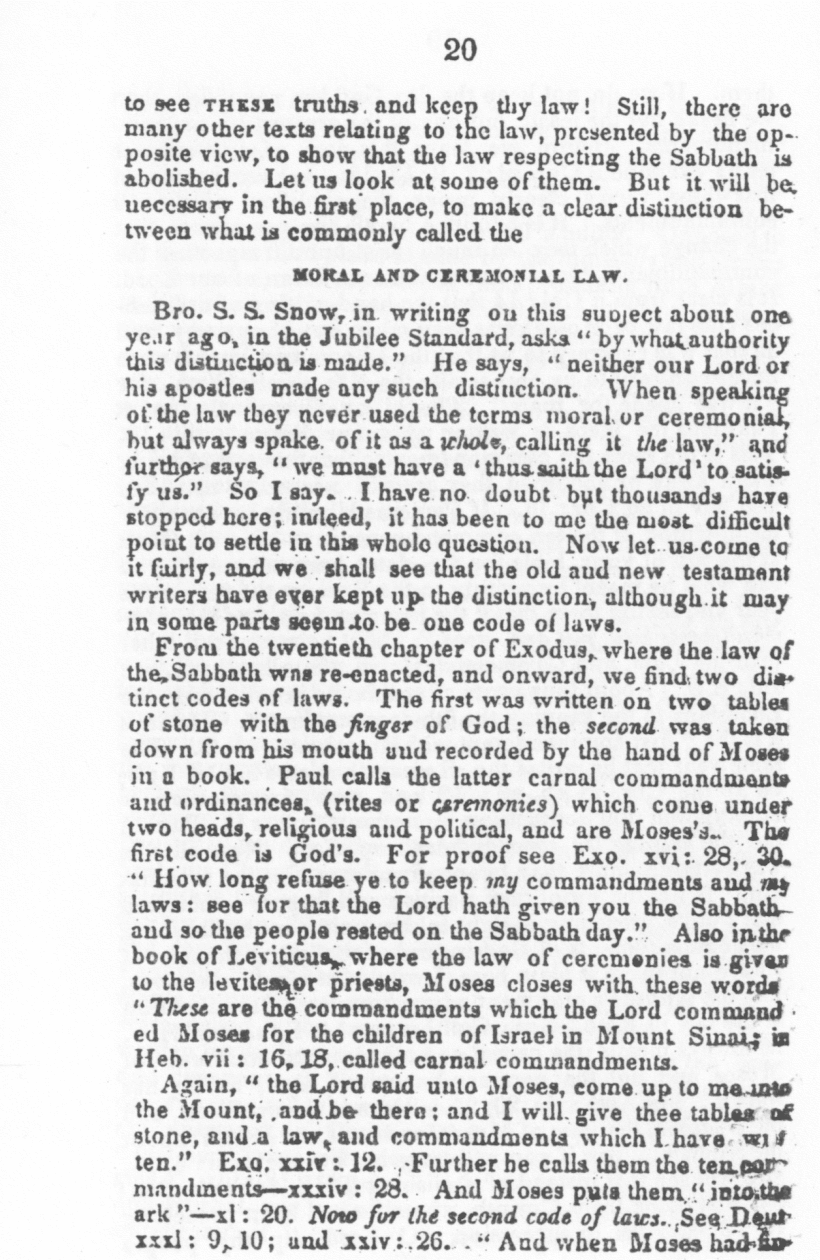 20
to see THESE truths and keep thy law! Still, there are
many other texts relating to the law, presented by the op-
posite view, to show that the law respecting the Sabbath is
abolished. Let us look at some of them. But it will be
necessary in the first place, to make a clear distinction be-
tween what is commonly called the
MORAL AND CEREMONIAL LAW.
Bro. S. S. Snow, in writing on this subject about one
year ago, in the Jubilee Standard, asks "by what authority
this distinction is made." He says, "neither our Lord or
his apostles made any such distinction. When speaking
of the law they never used the terms moral or ceremonial,
but always spake of it as a whole, calling it the law," and
further says, "we must have a 'thus saith the Lord' to satis-
fy us." So I say. I have no doubt but thousands have
stopped here; indeed, it has been to me the most difficult
point to settle in this whole question. Now let us come to
it fairly, and we shall see that the old and new testament
writers have ever kept up the distinction, although it may
in some parts seem to be one code of laws.
From the twentieth chapter of Exodus, where the law of
the Sabbath was re-enacted, and onward, we find two dis-
tinct codes of laws. The first was written on two tables
of stone with the finger of God; the second was taken
down from his mouth and recorded by the hand of Moses
in a book. Paul calls the latter carnal commandments
and ordinances, (rites or ceremonies) which come under
two heads, religious and political, and are Moses's. The
first code is God's. For proof see Exo. xvi: 28, 30.
"How long refuse ye to keep my commandments and my
laws: see for that the Lord hath given you the Sabbath—
and so the people rested on the Sabbath day." Also in the
book of Leviticus, where the law of ceremonies is given
to the levites or priests, Moses closes with these words
"These are the commandments which the Lord command
ed Moses for the children of Israel in Mount Sinai; in
Heb. vii: 16, 18, called carnal commandments.
Again, "the Lord said unto Moses, come up to me into
the Mount, and be there; and I will give thee tables of
stone, and a law, and commandments which I have writ
ten." Exo. xxiv: 12. Further he calls them the ten com-
mandments—xxxiv: 28. And Moses puts them "into the
ark"—xl: 20. Now for the second code of laws. See Deut
xxxi: 9, 10; and xxiv: 26. "And when Moses had fin-